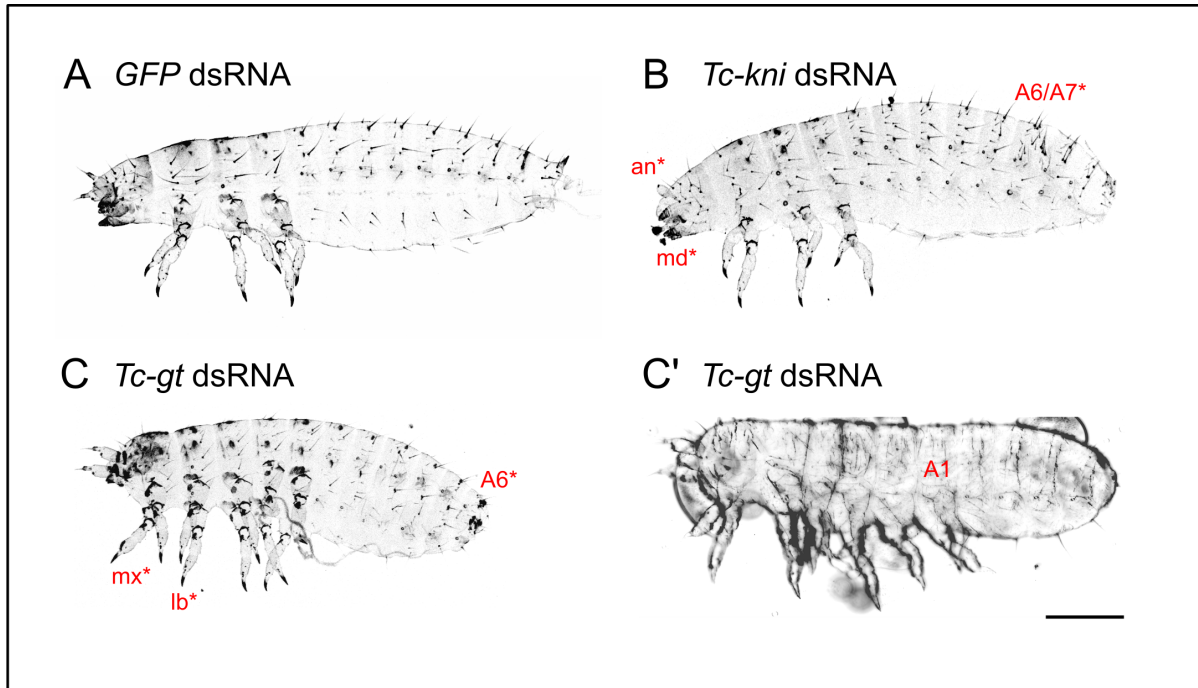 A GFP dsRNA
B Tc-kni dsRNA
A6/A7*
an*
md*
C Tc-gt dsRNA
C' Tc-gt dsRNA
A6*
A1
mx*
lb*